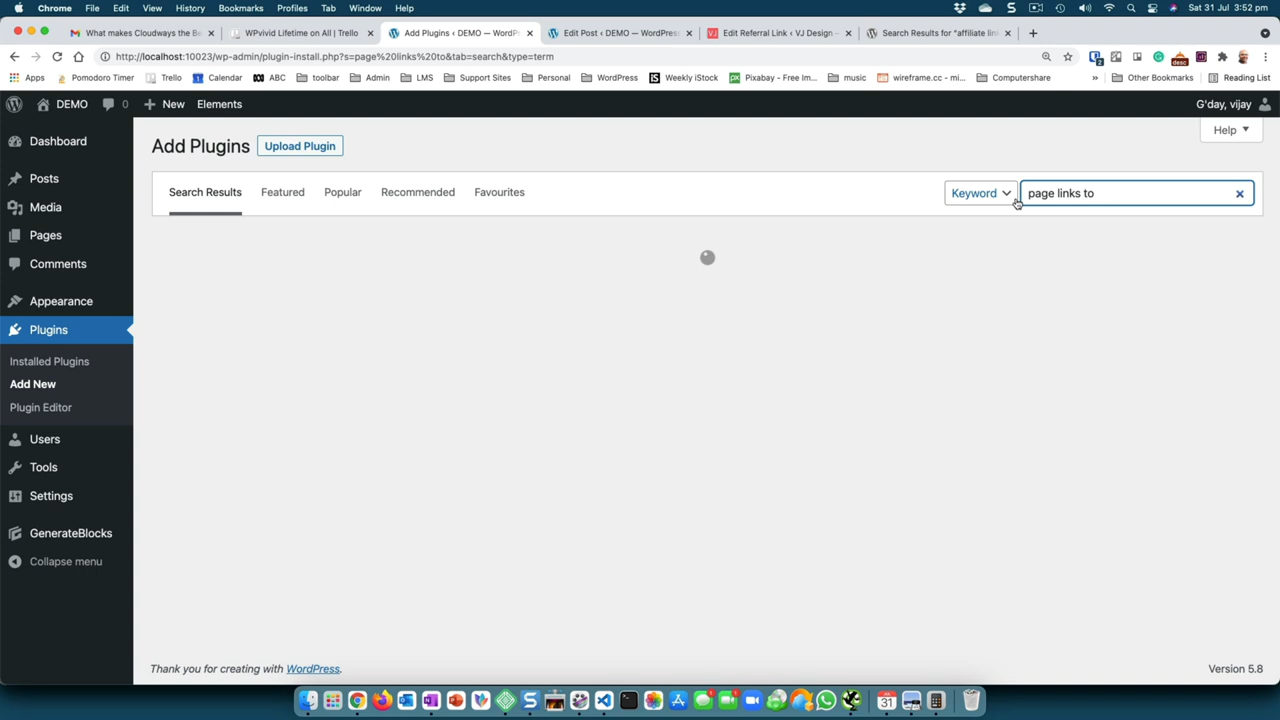 Chrome File Edit View History Bookmarks Profiles Tab Window Help Sat 31 Jul 3:52 pm
What makes Cloudways the Be WPvivid Lifetime on All | Trello Add Plugins ‹ DEMO — WordPr Edit Post ‹ DEMO — WordPress Edit Referral Link ‹ VJ Design – Search Results for "affiliate lin
http://localhost:10023/wp-admin/plugin-install.php?s=page%20links%20to&tab=search&type=term
Apps Pomodoro Timer Trello Calendar ABC toolbar Admin LMS Support Sites Personal WordPress Weekly iStock Pixabay - Free Im... music wireframe.cc - mi... Computershare » Other Bookmarks Reading List
DEMO 0 New Elements G'day, vijay
Help
Add Plugins Upload Plugin
Search Results Featured Popular Recommended Favourites Keyword page links to
Dashboard
Posts
Media
Pages
Comments
Appearance
Plugins
Installed Plugins
Add New
Plugin Editor
Users
Tools
Settings
GenerateBlocks
Collapse menu
Thank you for creating with WordPress. Version 5.8
31